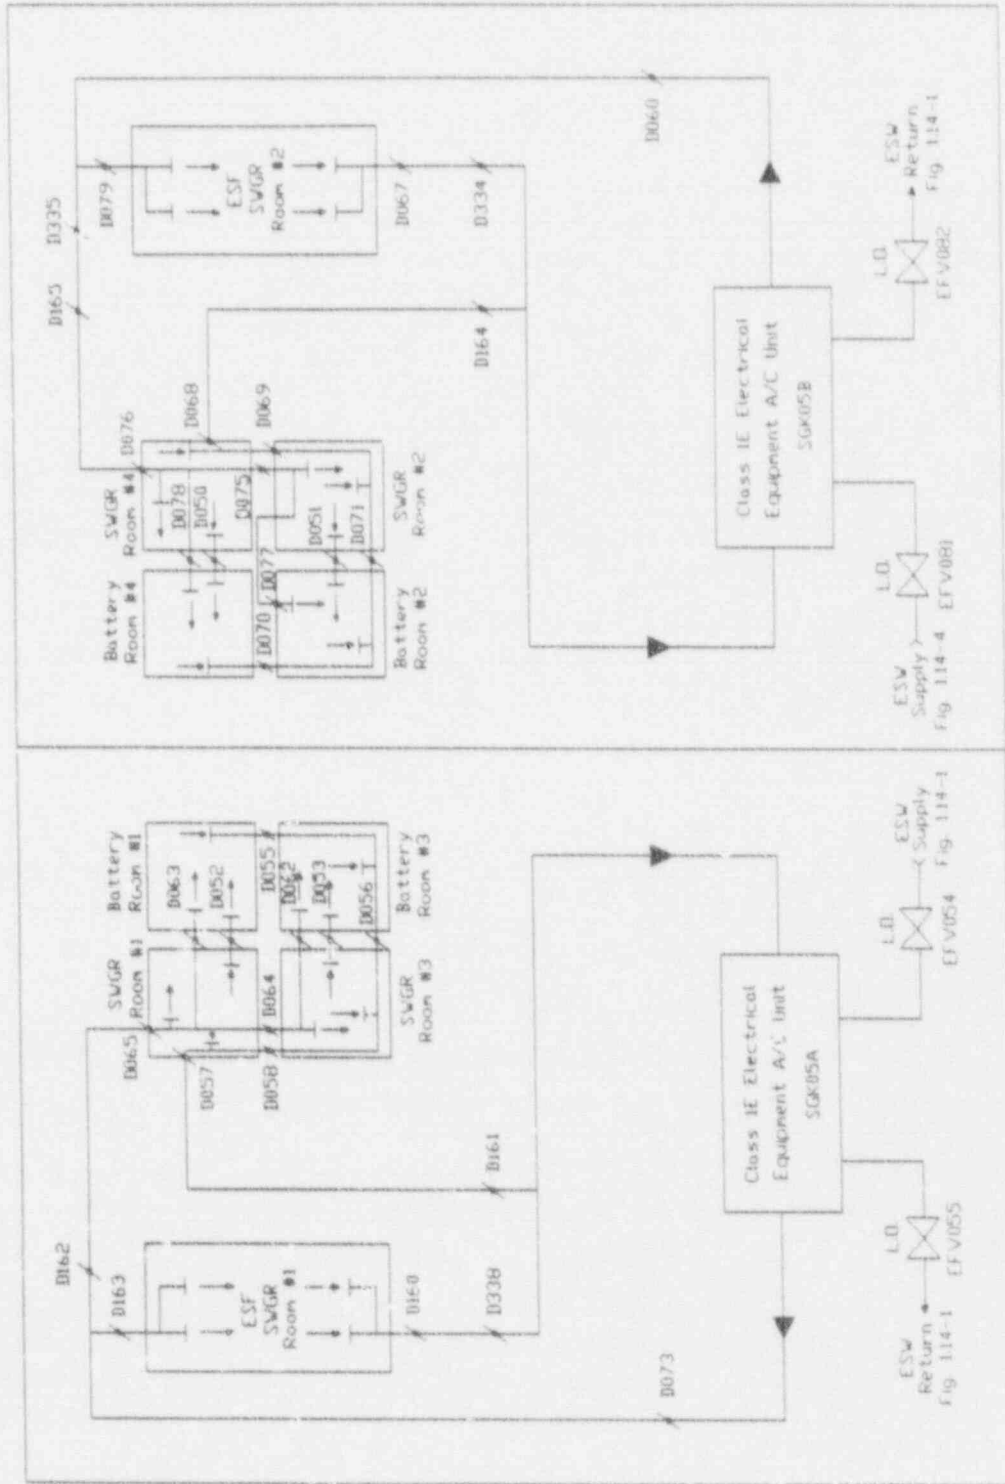 D162
D163
ESF
SWGR
Room #1
D160
D338
D073
D161
D065
D057
D058
D064
SWGR
Room #1
SWGR
Room #3
Battery
Room #1
D063
D052
D055
D062
D053
D056
Battery
Room #3
Class IE Electrical
Equipment A/C Unit
SGK05A
ESW
Return
Fig 114-1
L.O.
EFV055
L.O.
EFV054
ESW
Supply
Fig 114-1
Battery
Room #4
SWGR
Room #4
D078
D050
D076
D068
D069
D075
D077
D070
D051
D071
Battery
Room #2
SWGR
Room #2
D165
D335
D079
ESF
SWGR
Room #2
D067
D334
D164
D060
Class IE Electrical
Equipment A/C Unit
SGK05B
ESW
Supply
Fig 114-4
L.O.
EFV081
L.O.
EFV082
ESW
Return
Fig 114-1